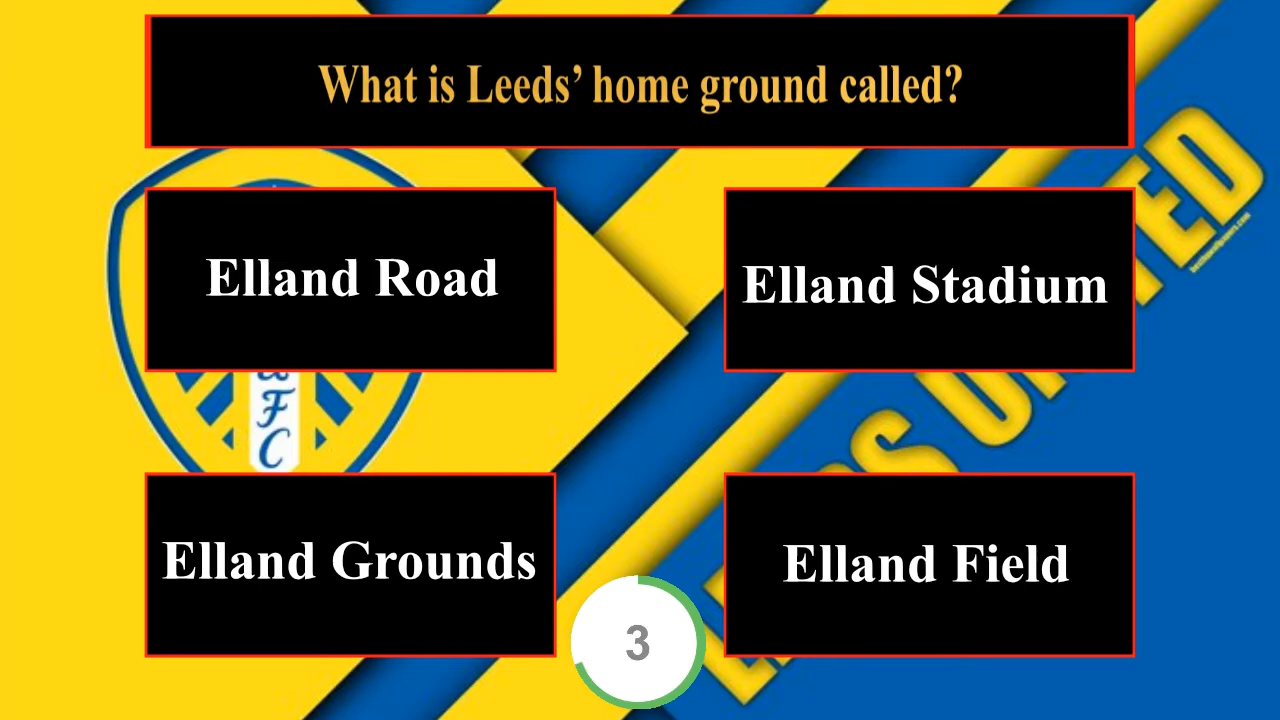 What is Leeds’ home ground called?
Elland Road
Elland Stadium
Elland Grounds
Elland Field
3
F
C